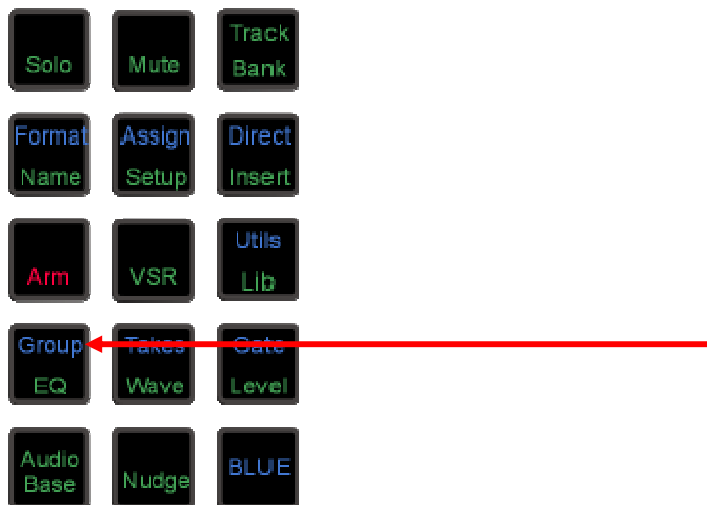 Solo
Mute
Track
Bank
Format
Name
Assign
Setup
Direct
Insert
Arm
VSR
Utils
Lib
Group
EQ
Takes
Wave
Gate
Level
Audio
Base
Nudge
BLUE